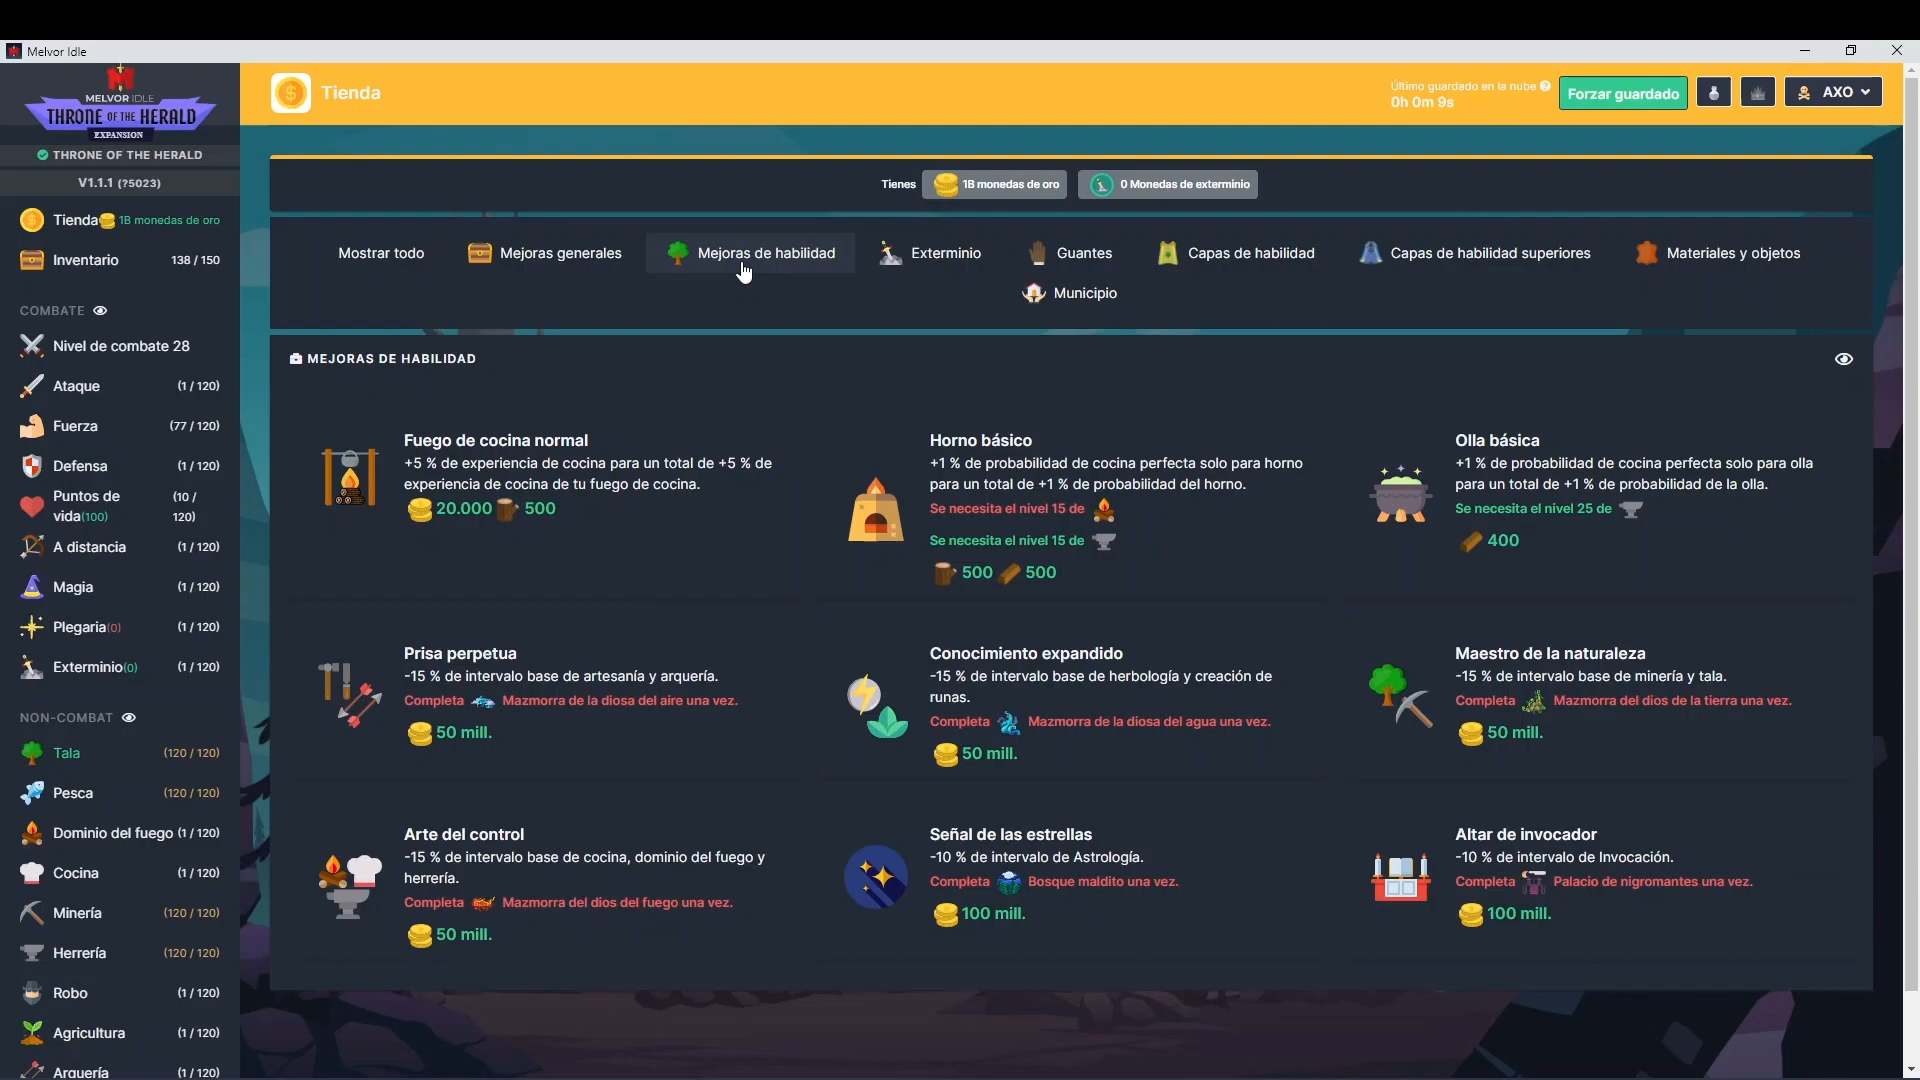 Melvor Idle
MELVOR IDLE
THRONE OF THE HERALD
EXPANSION
THRONE OF THE HERALD
V1.1.1 (?5023)
Tienda 1B monedas de oro
Inventario 138 / 150
COMBATE
Nivel de combate 28
Ataque (1 / 120)
Fuerza (77 / 120)
Defensa (1 / 120)
Puntos de vida(100) (10 / 120)
A distancia (1 / 120)
Magia (1 / 120)
Plegaria(0) (1 / 120)
Exterminio(0) (1 / 120)
NON-COMBAT
Tala (120 / 120)
Pesca (120 / 120)
Dominio del fuego (1 / 120)
Cocina (1 / 120)
Minería (120 / 120)
Herrería (120 / 120)
Robo (1 / 120)
Agricultura (1 / 120)
Arquería (1 / 120)
Tienda
Último guardado en la nube
0h 0m 9s
Forzar guardado
AXO
Tienes 1B monedas de oro 0 Monedas de exterminio
Mostrar todo Mejoras generales Mejoras de habilidad Exterminio Guantes Capas de habilidad Capas de habilidad superiores Materiales y objetos
Municipio
MEJORAS DE HABILIDAD
Fuego de cocina normal
+5 % de experiencia de cocina para un total de +5 % de
experiencia de cocina de tu fuego de cocina.
20.000 500
Horno básico
+1 % de probabilidad de cocina perfecta solo para horno
para un total de +1 % de probabilidad del horno.
Se necesita el nivel 15 de
Se necesita el nivel 15 de
500 500
Olla básica
+1 % de probabilidad de cocina perfecta solo para olla
para un total de +1 % de probabilidad de la olla.
Se necesita el nivel 25 de
400
Prisa perpetua
-15 % de intervalo base de artesanía y arquería.
Completa Mazmorra de la diosa del aire una vez.
50 mill.
Conocimiento expandido
-15 % de intervalo base de herbología y creación de
runas.
Completa Mazmorra de la diosa del agua una vez.
50 mill.
Maestro de la naturaleza
-15 % de intervalo base de minería y tala.
Completa Mazmorra del dios de la tierra una vez.
50 mill.
Arte del control
-15 % de intervalo base de cocina, dominio del fuego y
herrería.
Completa Mazmorra del dios del fuego una vez.
50 mill.
Señal de las estrellas
-10 % de intervalo de Astrología.
Completa Bosque maldito una vez.
100 mill.
Altar de invocador
-10 % de intervalo de Invocación.
Completa Palacio de nigromantes una vez.
100 mill.